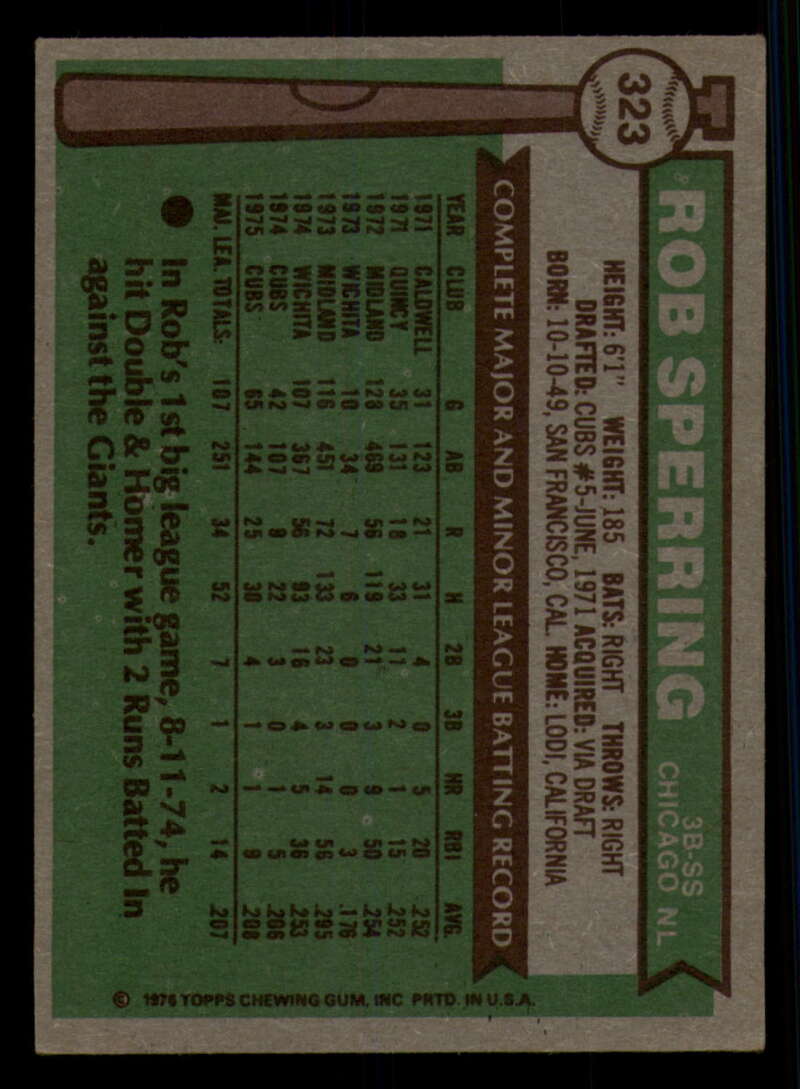 323
ROB SPERRING
3B-SS
CHICAGO NL
HEIGHT: 6'1" WEIGHT: 185 BATS: RIGHT THROWS: RIGHT
DRAFTED: CUBS #5-JUNE, 1971 ACQUIRED: VIA DRAFT
BORN: 10-10-49, SAN FRANCISCO, CAL. HOME: LODI, CALIFORNIA
COMPLETE MAJOR AND MINOR LEAGUE BATTING RECORD
YEAR CLUB G AB R H 2B 3B HR RBI AVG.
1971 CALDWELL 31 123 21 31 4 0 5 20 .252
1971 QUINCY 35 131 18 33 11 2 1 15 .252
1972 MIDLAND 128 469 56 119 21 3 9 50 .254
1973 WICHITA 10 34 7 6 0 0 0 3 .176
1973 MIDLAND 116 451 72 133 23 3 14 56 .295
1974 WICHITA 107 367 56 93 16 4 5 36 .253
1974 CUBS 42 107 9 22 3 0 1 5 .206
1975 CUBS 65 144 25 30 4 1 1 9 .208
MAJ. LEA. TOTALS: 107 251 34 52 7 1 2 14 .207
● In Rob's 1st big league game, 8-11-74, he
hit Double & Homer with 2 Runs Batted In
against the Giants.
© 1976 TOPPS CHEWING GUM, INC PRTD. IN U.S.A.